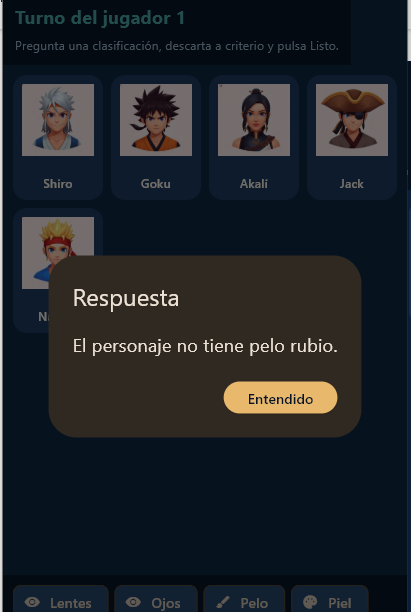 Turno del jugador 1
Pregunta una clasificación, descarta a criterio y pulsa Listo.
Shiro Goku Akali Jack
Respuesta
El personaje no tiene pelo rubio.
Entendido
Lentes Ojos Pelo Piel